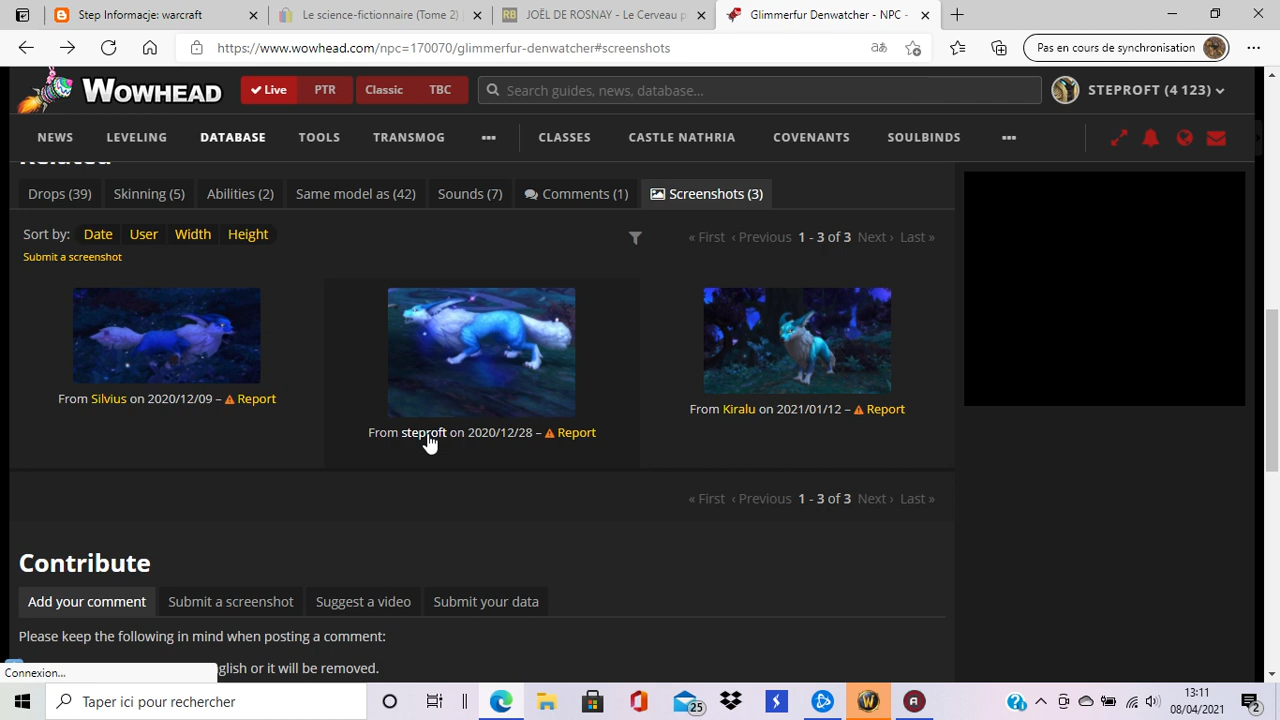 Step Informaçe: warcraft
Le science-fictionnaire (Tome 2)
JOËL DE ROSNAY - Le Cerveau p
Glimmerfur Denwatcher - NPC -
https://www.wowhead.com/npc=170070/glimmerfur-denwatcher#screenshots
Pas en cours de synchronisation
WOWHEAD
Live PTR Classic TBC
Search guides, news, database...
STEPROFT (4 123)
NEWS LEVELING DATABASE TOOLS TRANSMOG CLASSES CASTLE NATHRIA COVENANTS SOULBINDS
Related
Drops (39) Skinning (5) Abilities (2) Same model as (42) Sounds (7) Comments (1) Screenshots (3)
Sort by: Date User Width Height
« First ‹ Previous 1 - 3 of 3 Next › Last »
Submit a screenshot
From Silvius on 2020/12/09 – Report
From steproft on 2020/12/28 – Report
From Kiralu on 2021/01/12 – Report
« First ‹ Previous 1 - 3 of 3 Next › Last »
Contribute
Add your comment Submit a screenshot Suggest a video Submit your data
Please keep the following in mind when posting a comment:
glish or it will be removed.
Connexion...
Taper ici pour rechercher
25
13:11
08/04/2021
2